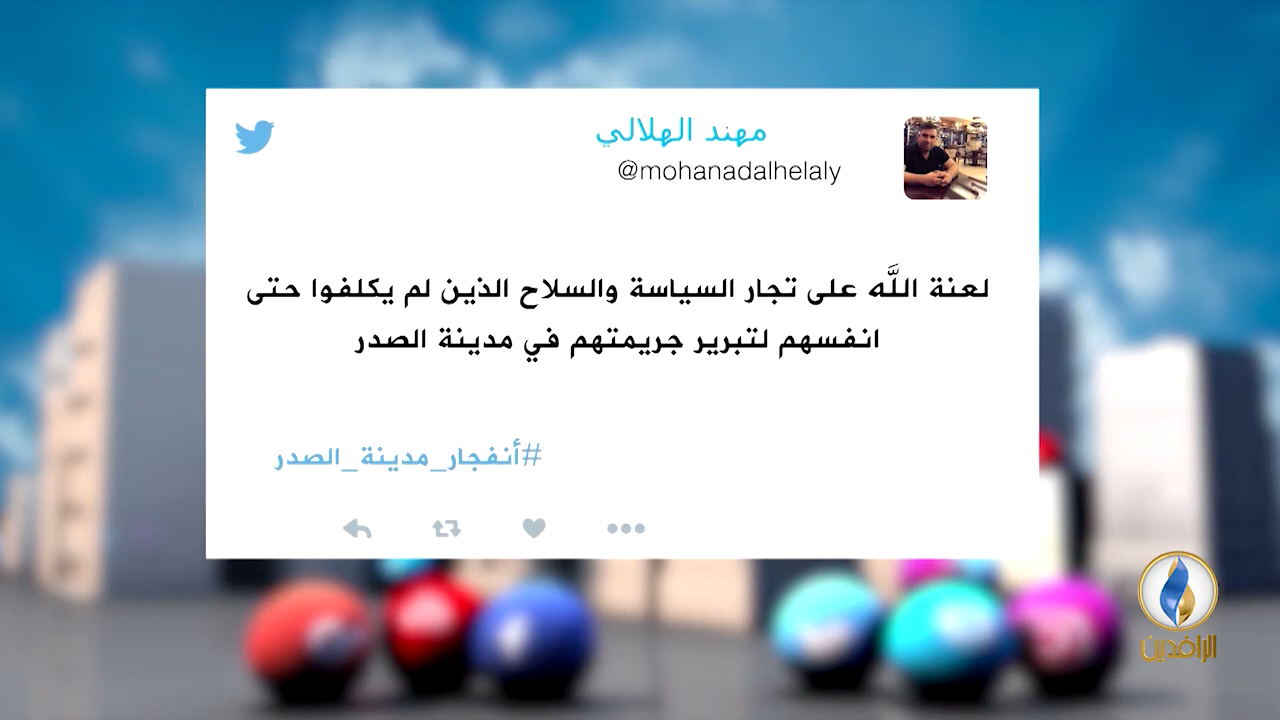 مهند الهلالي
@mohanadalhelaly
لعنة اللَّه على تجار السياسة والسلاح الذين لم يكلفوا حتى
انفسهم لتبرير جريمتهم في مدينة الصدر
#أنفجار_مدينة_الصدر
الرافدين